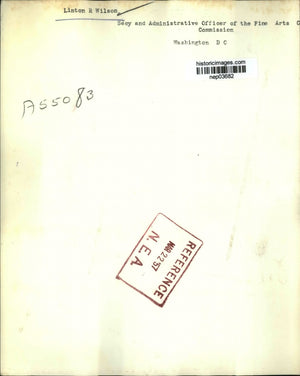 Linton R Wilson
Secy and Administrative Officer of the Fine Arts C
Commission
Washington D C
historicimages.com
nep03682
A55083
REFERENCE
MAR 22 '57
N. E. A.